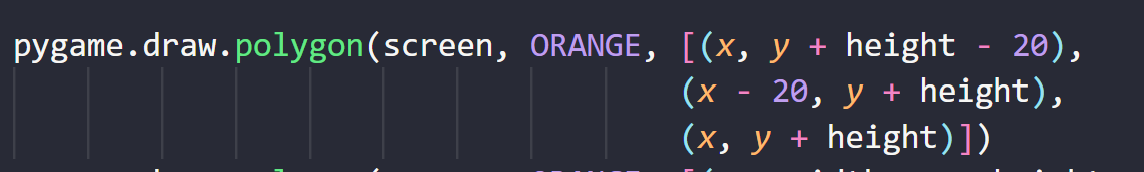 pygame.draw.polygon(screen, ORANGE, [(x, y + height - 20),
(x - 20, y + height),
(x, y + height)])